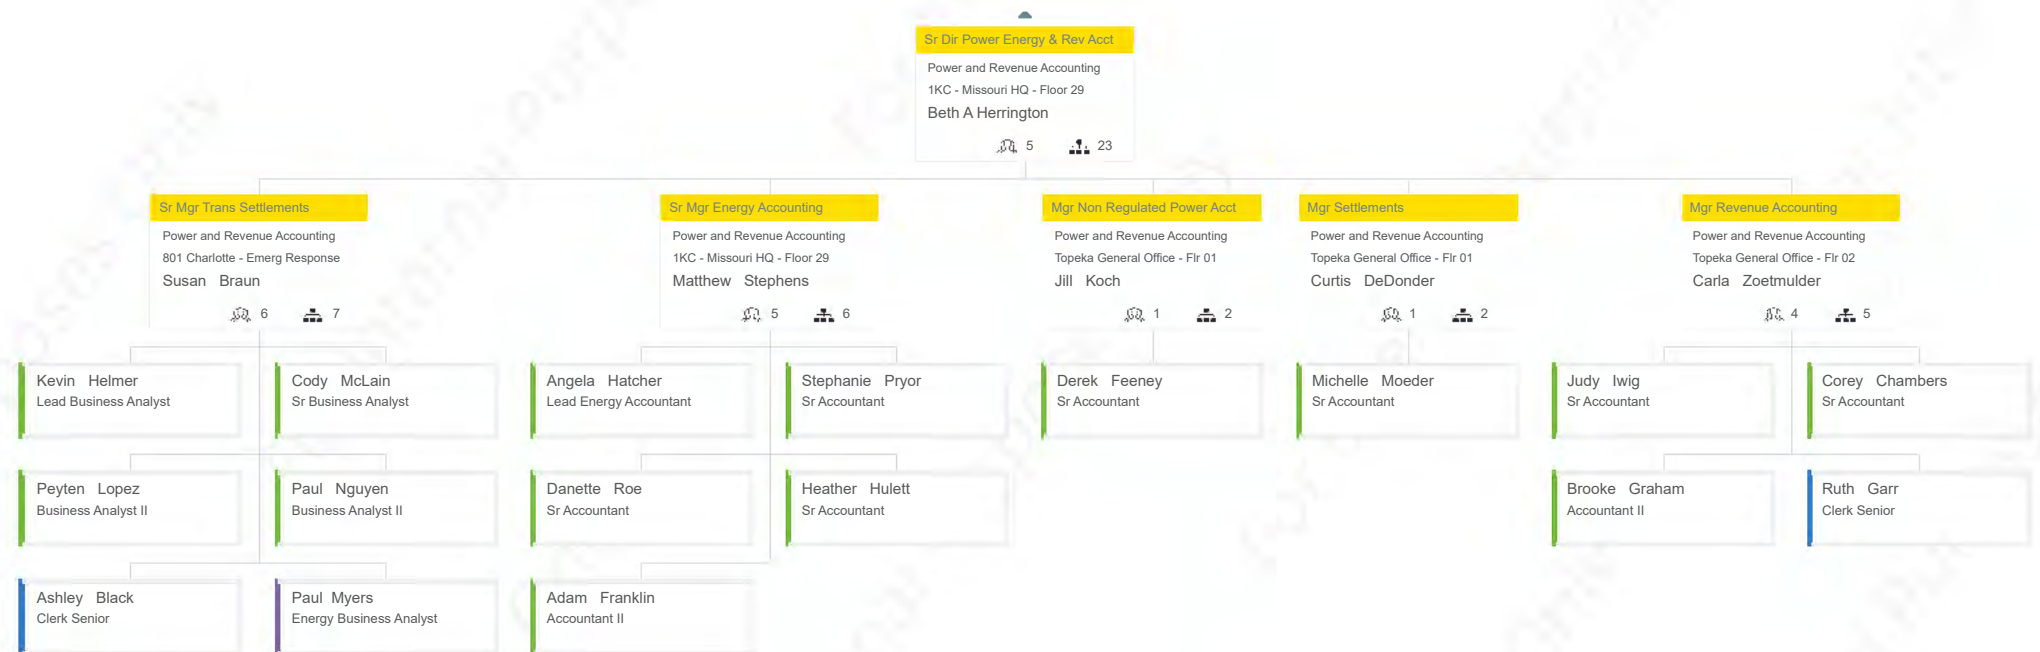 Sr Dir Power Energy & Rev Acct
Power and Revenue Accounting
1KC - Missouri HQ - Floor 29
Beth A Herrington
5 23
Sr Mgr Trans Settlements
Power and Revenue Accounting
801 Charlotte - Emerg Response
Susan Braun
6 7
Sr Mgr Energy Accounting
Power and Revenue Accounting
1KC - Missouri HQ - Floor 29
Matthew Stephens
5 6
Mgr Non Regulated Power Acct
Power and Revenue Accounting
Topeka General Office - Flr 01
Jill Koch
1 2
Mgr Settlements
Power and Revenue Accounting
Topeka General Office - Flr 01
Curtis DeDonder
1 2
Mgr Revenue Accounting
Power and Revenue Accounting
Topeka General Office - Flr 02
Carla Zoetmulder
4 5
Kevin Helmer
Lead Business Analyst
Cody McLain
Sr Business Analyst
Angela Hatcher
Lead Energy Accountant
Stephanie Pryor
Sr Accountant
Derek Feeney
Sr Accountant
Michelle Moeder
Sr Accountant
Judy Iwig
Sr Accountant
Corey Chambers
Sr Accountant
Peyten Lopez
Business Analyst II
Paul Nguyen
Business Analyst II
Danette Roe
Sr Accountant
Heather Hulett
Sr Accountant
Brooke Graham
Accountant II
Ruth Garr
Clerk Senior
Ashley Black
Clerk Senior
Paul Myers
Energy Business Analyst
Adam Franklin
Accountant II